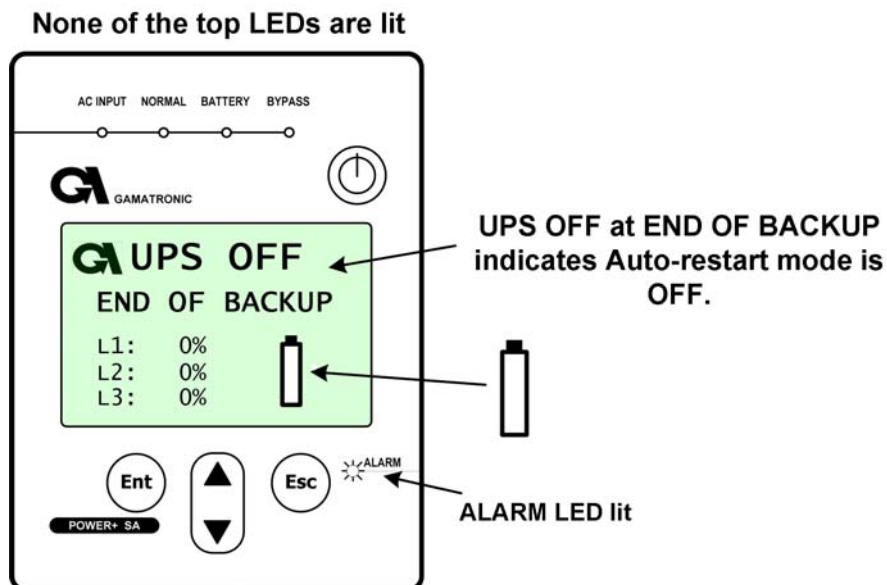 None of the top LEDs are lit
AC INPUT NORMAL BATTERY BYPASS
GA GAMATRONIC
GA UPS OFF
END OF BACKUP
L1: 0%
L2: 0%
L3: 0%
UPS OFF at END OF BACKUP
indicates Auto-restart mode is
OFF.
Ent
Esc
ALARM
POWER+ SA
ALARM LED lit